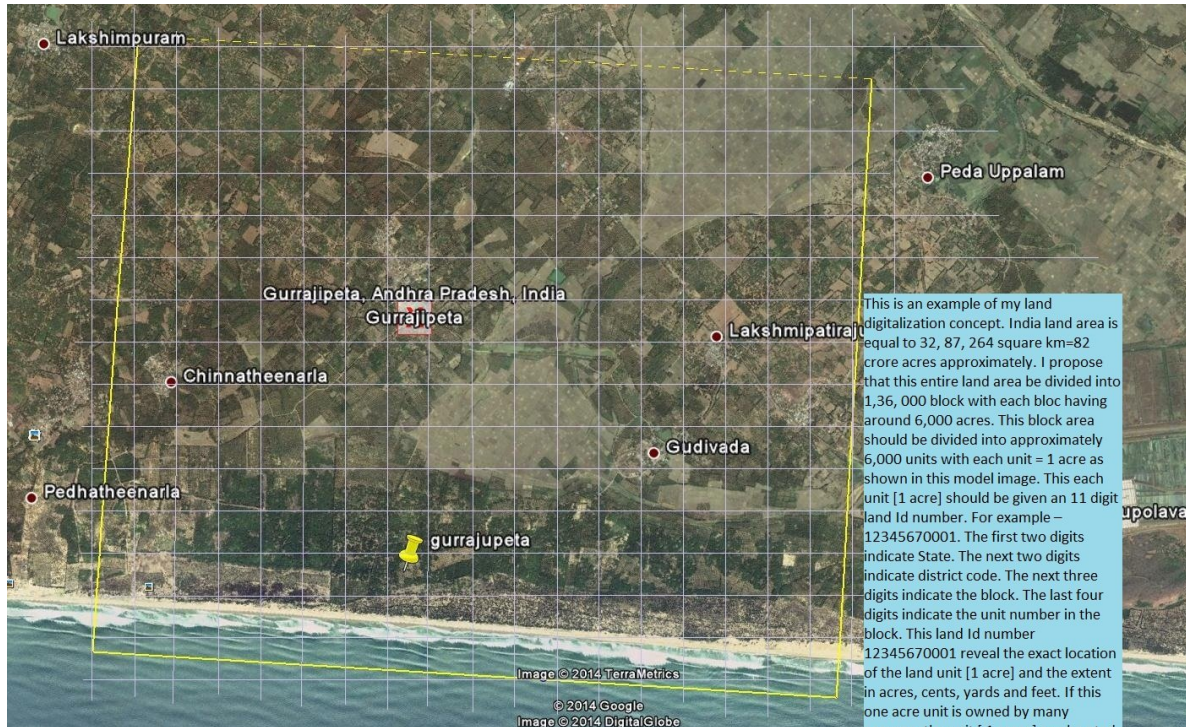 Lakshimpuram
Peda Uppalam
Gurrajipeta, Andhra Pradesh, India
Gurrajipeta
Lakshmipatiraju
Chinnatheenarla
Gudivada
Pedhatheenarla
gurrajupeta
upolava
Image © 2014 TerraMetrics
© 2014 Google
Image © 2014 DigitalGlobe
This is an example of my land
digitalization concept. India land area is
equal to 32, 87, 264 square km=82
crore acres approximately. I propose
that this entire land area be divided into
1,36, 000 block with each bloc having
around 6,000 acres. This block area
should be divided into approximately
6,000 units with each unit = 1 acre as
shown in this model image. This each
unit [1 acre] should be given an 11 digit
land Id number. For example –
12345670001. The first two digits
indicate State. The next two digits
indicate district code. The next three
digits indicate the block. The last four
digits indicate the unit number in the
block. This land Id number
12345670001 reveal the exact location
of the land unit [1 acre] and the extent
in acres, cents, yards and feet. If this
one acre unit is owned by many